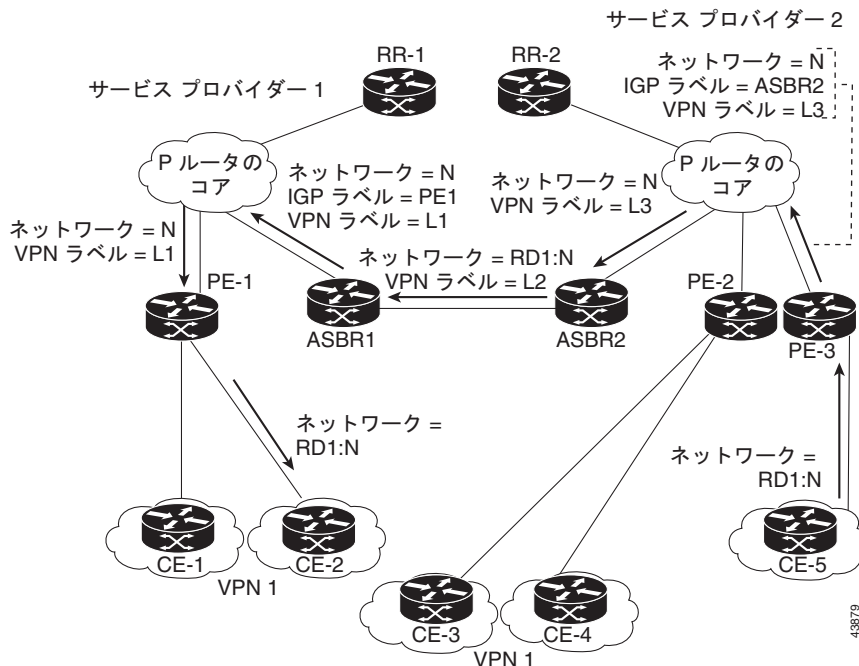 サービス プロバイダー 2
RR-1
RR-2
サービス プロバイダー 1
ネットワーク = N
IGP ラベル = ASBR2
VPN ラベル = L3
P ルータの
コア
ネットワーク = N
IGP ラベル = PE1
VPN ラベル = L1
ネットワーク = N
VPN ラベル = L3
P ルータの
コア
ネットワーク = N
VPN ラベル = L1
ネットワーク = RD1:N
VPN ラベル = L2
PE-1
ASBR1
ASBR2
PE-2
PE-3
ネットワーク =
RD1:N
ネットワーク =
RD1:N
CE-1
CE-2
VPN 1
CE-3
CE-4
VPN 1
CE-5
43879